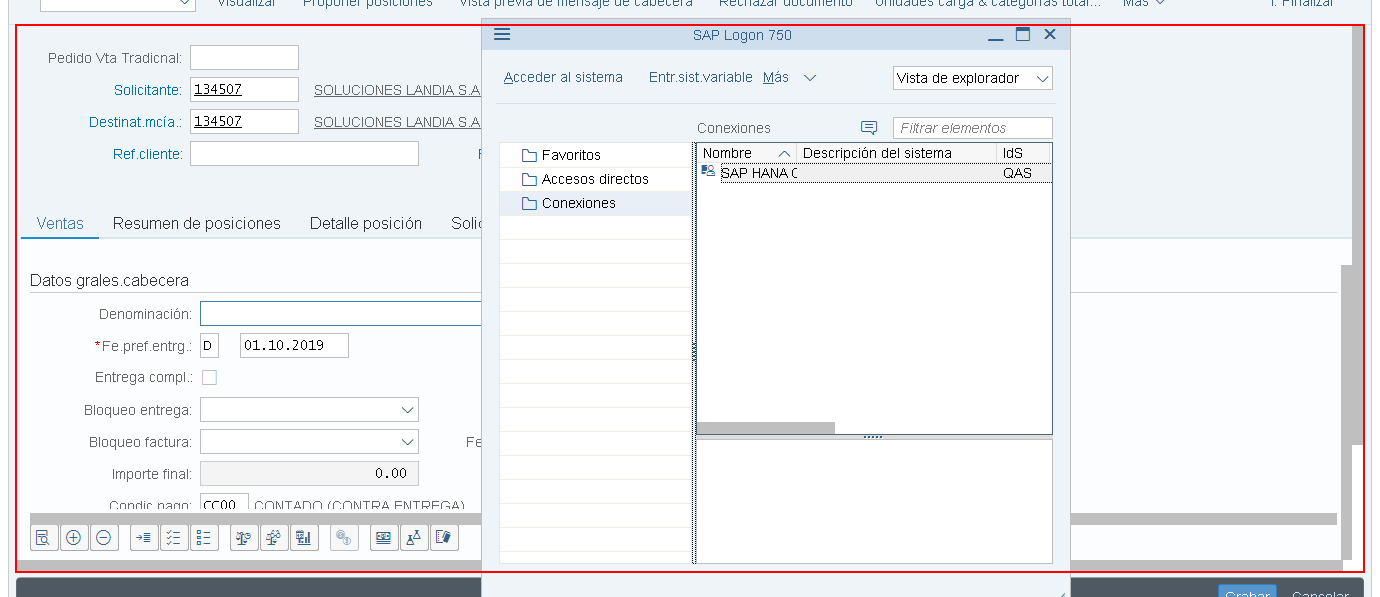 Visualizar Proponer posiciones Vista previa de mensaje de cabecera Rechazar documento Unidades carga & categorías total... Más Finalizar
SAP Logon 750
Pedido Vta Tradicnal:
Acceder al sistema Entr.sist.variable Más Vista de explorador
Solicitante: 134507 SOLUCIONES LANDIA S.A
Destinat.mcía.: 134507 SOLUCIONES LANDIA S.A
Conexiones Filtrar elementos
Ref.cliente:
Favoritos Nombre Descripción del sistema IdS
Accesos directos SAP HANA QAS
Conexiones
Ventas Resumen de posiciones Detalle posición Solic
Datos grales.cabecera
Denominación:
*Fe.pref.entrg.: D 01.10.2019
Entrega compl.:
Bloqueo entrega:
Bloqueo factura: Fe
Importe final: 0.00
Condic.pago: CC00 CONTADO (CONTRA ENTREGA)
Grabar Cancelar